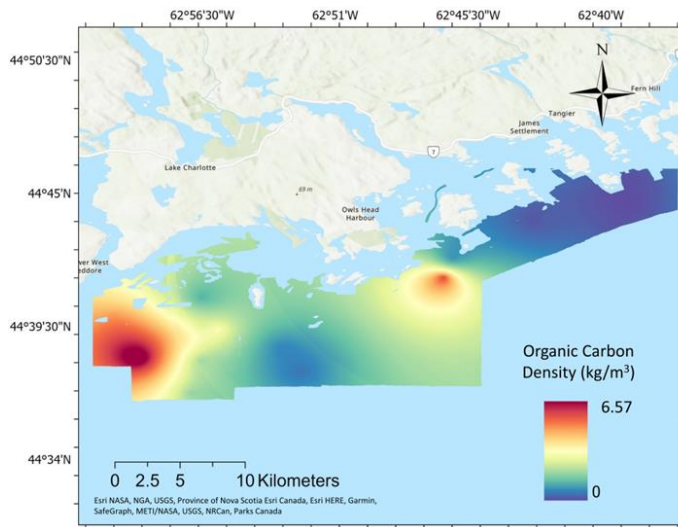 62°56'30"W 62°51'W 62°45'30"W 62°40'W
44°50'30"N
N
Fern Hill
Tangier
James
Settlement
7
Lake Charlotte
44°45'N
69 m
Owls Head
Harbour
wer West
eddore
44°39'30"N
Organic Carbon
Density (kg/m³)
6.57
0
44°34'N
0 2.5 5 10 Kilometers
Esri NASA, NGA, USGS, Province of Nova Scotia Esri Canada, Esri HERE, Garmin,
SafeGraph, METI/NASA, USGS, NRCan, Parks Canada